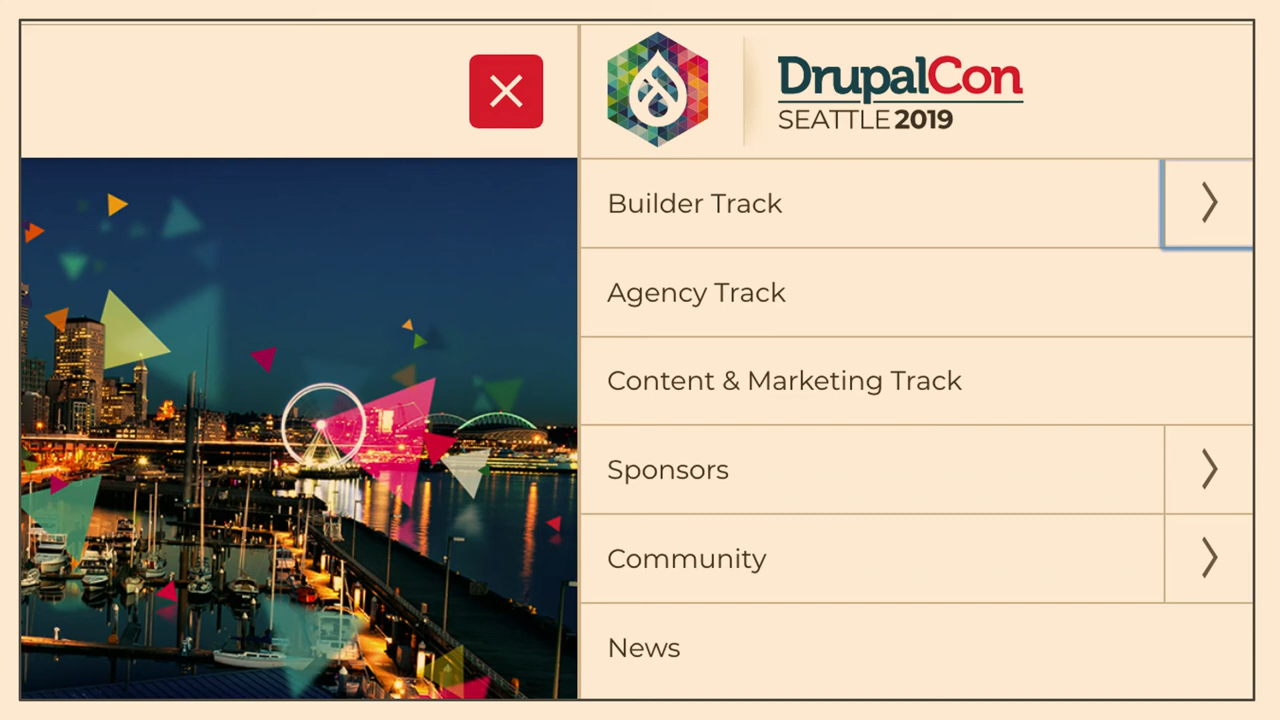 DrupalCon
SEATTLE 2019
Builder Track
Agency Track
Content & Marketing Track
Sponsors
Community
News